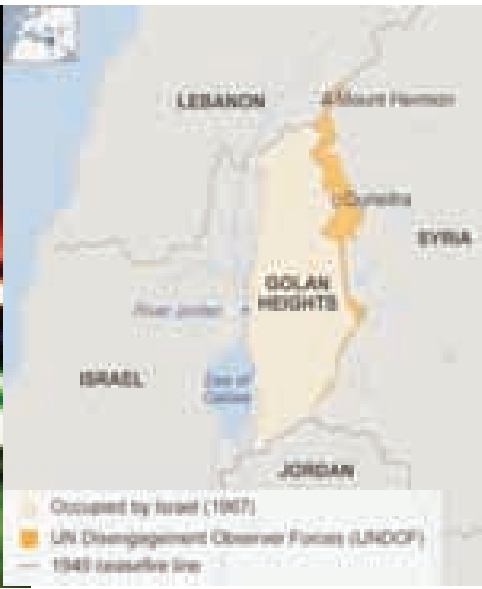 LEBANON
Mount Hermon
Quneitra
SYRIA
GOLAN
HEIGHTS
River Jordan
ISRAEL
Sea of
Galilee
JORDAN
Occupied by Israel (1967)
UN Disengagement Observer Forces (UNDOF)
1949 ceasefire line